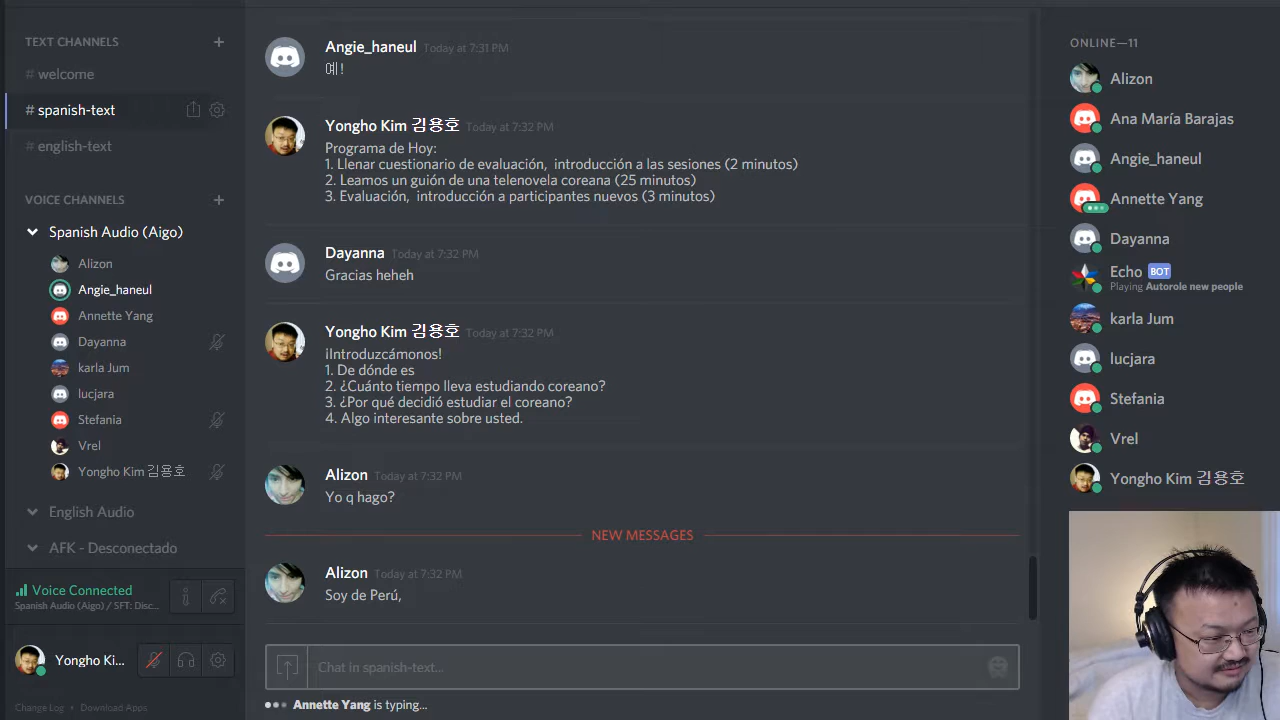 TEXT CHANNELS +
# welcome
# spanish-text
# english-text
VOICE CHANNELS +
Spanish Audio (Aigo)
Alizon
Angie_haneul
Annette Yang
Dayanna
karla Jum
lucjara
Stefania
Vrel
Yongho Kim 김용호
English Audio
AFK - Desconectado
Voice Connected
Spanish Audio (Aigo) / SFT: Disc...
Yongho Ki...
Change Log • Download Apps
Angie_haneul Today at 7:31 PM
예!
Yongho Kim 김용호 Today at 7:32 PM
Programa de Hoy:
1. Llenar cuestionario de evaluación, introducción a las sesiones (2 minutos)
2. Leamos un guión de una telenovela coreana (25 minutos)
3. Evaluación, introducción a participantes nuevos (3 minutos)
Dayanna Today at 7:32 PM
Gracias heheh
Yongho Kim 김용호 Today at 7:32 PM
iIntroduzcámonos!
1. De dónde es
2. ¿Cuánto tiempo lleva estudiando coreano?
3. ¿Por qué decidió estudiar el coreano?
4. Algo interesante sobre usted.
Alizon Today at 7:32 PM
Yo q hago?
NEW MESSAGES
Alizon Today at 7:32 PM
Soy de Perú,
Chat in spanish-text...
Annette Yang is typing...
ONLINE—11
Alizon
Ana María Barajas
Angie_haneul
Annette Yang
Dayanna
Echo BOT
Playing Autorole new people
karla Jum
lucjara
Stefania
Vrel
Yongho Kim 김용호